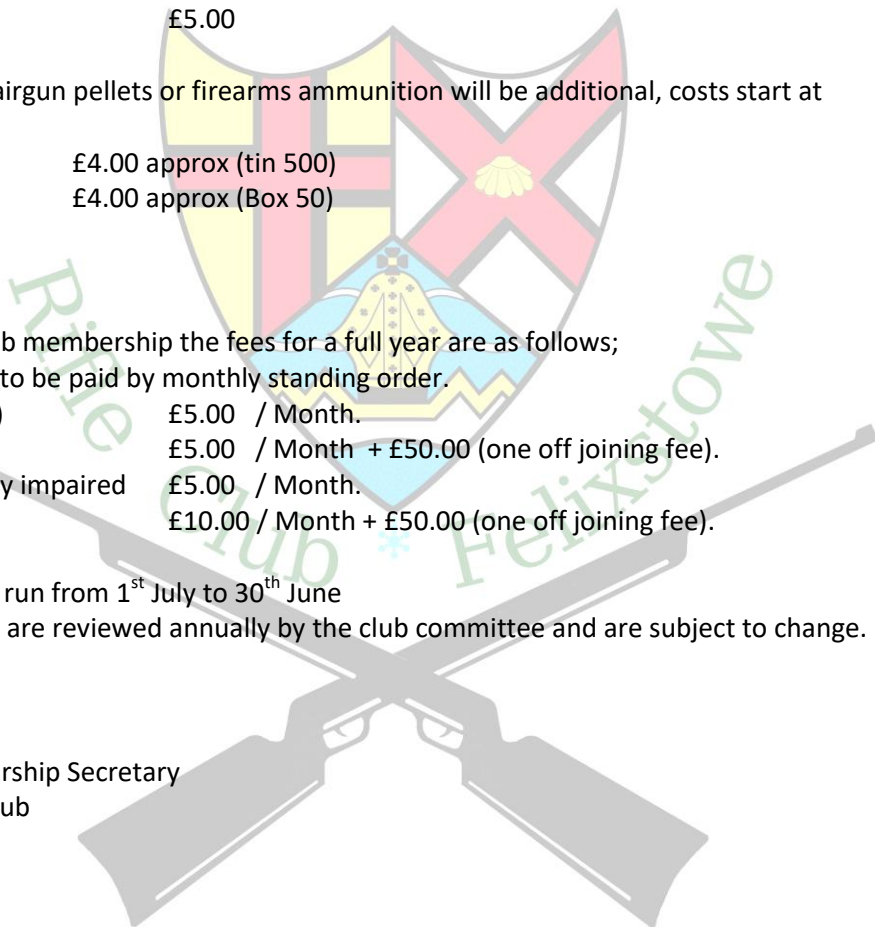 £5.00
airgun pellets or firearms ammunition will be additional, costs start at
£4.00 approx (tin 500)
£4.00 approx (Box 50)
b membership the fees for a full year are as follows;
to be paid by monthly standing order.
) £5.00 / Month.
£5.00 / Month + £50.00 (one off joining fee).
y impaired £5.00 / Month.
£10.00 / Month + £50.00 (one off joining fee).
run from 1st July to 30th June
are reviewed annually by the club committee and are subject to change.
rship Secretary
ub
Rifle Club * Felixstowe